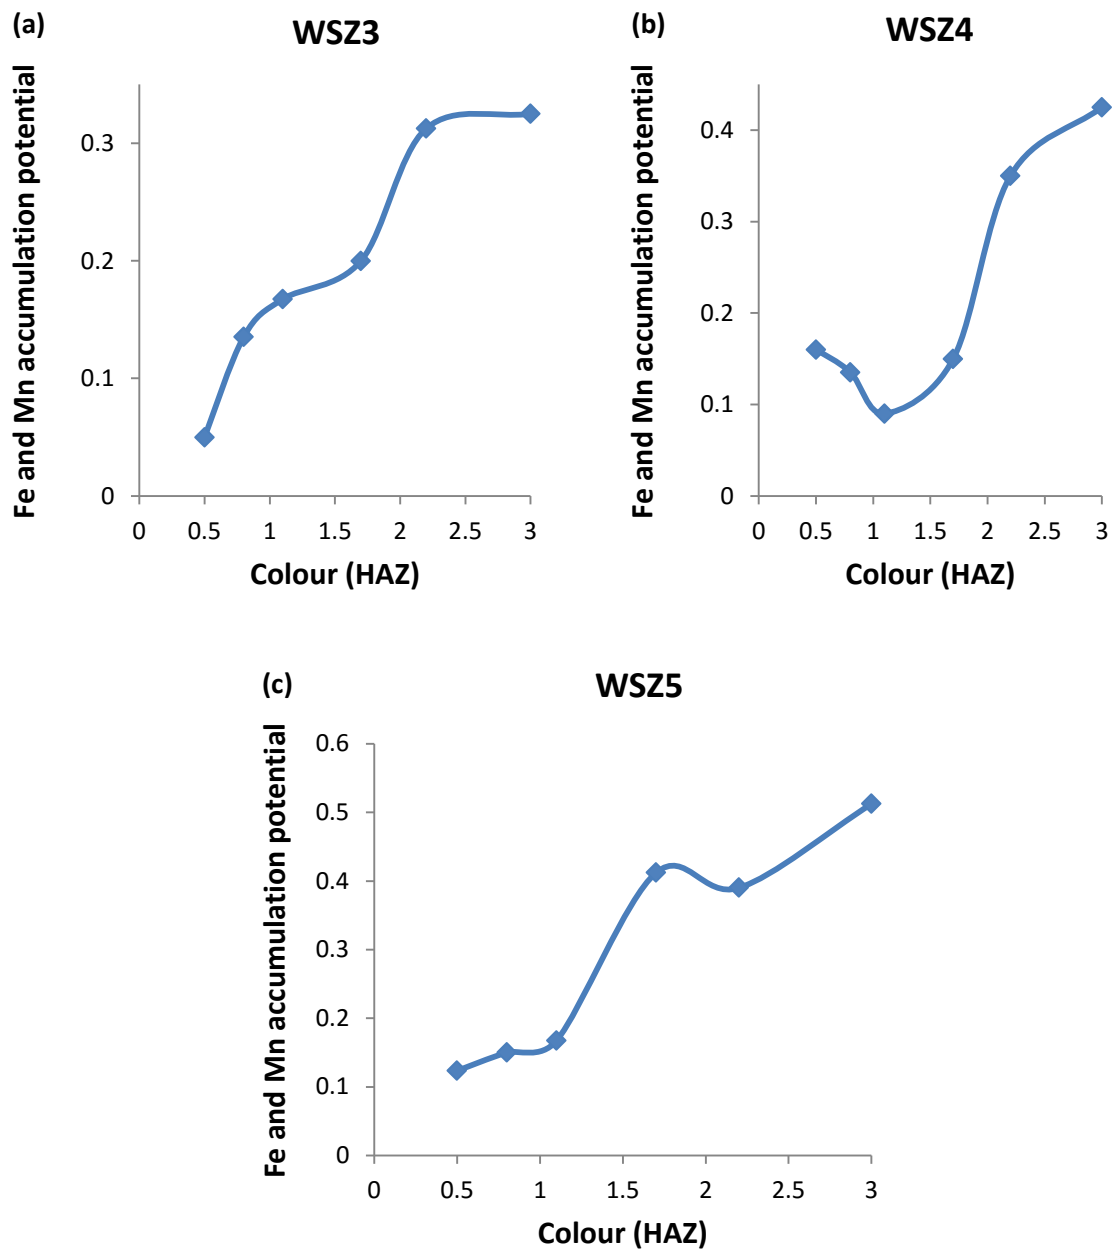 (a)
WSZ3
Fe and Mn accumulation potential
0.3
0.2
0.1
0
0 0.5 1 1.5 2 2.5 3
Colour (HAZ)
(b)
WSZ4
Fe and Mn accumulation potential
0.4
0.3
0.2
0.1
0
0 0.5 1 1.5 2 2.5 3
Colour (HAZ)
(c)
WSZ5
Fe and Mn accumulation potential
0.6
0.5
0.4
0.3
0.2
0.1
0
0 0.5 1 1.5 2 2.5 3
Colour (HAZ)